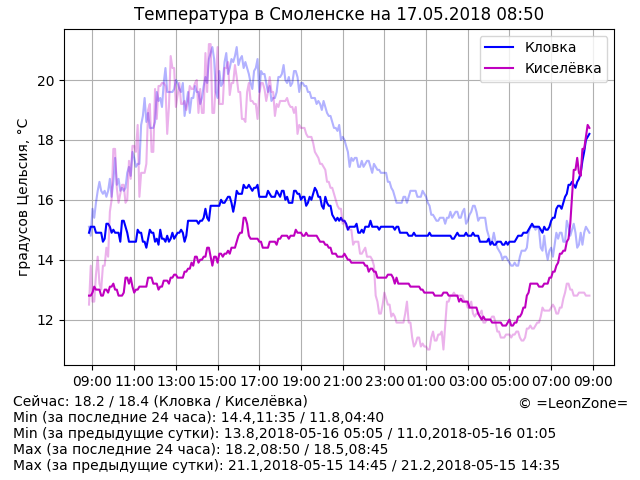 Температура в Смоленске на 17.05.2018 08:50
Кловка
Киселёвка
градусов Цельсия, °C
20
18
16
14
12
09:00 11:00 13:00 15:00 17:00 19:00 21:00 23:00 01:00 03:00 05:00 07:00 09:00
Сейчас: 18.2 / 18.4 (Кловка / Киселёвка)
© =LeonZone=
Min (за последние 24 часа): 14.4,11:35 / 11.8,04:40
Min (за предыдущие сутки): 13.8,2018-05-16 05:05 / 11.0,2018-05-16 01:05
Max (за последние 24 часа): 18.2,08:50 / 18.5,08:45
Max (за предыдущие сутки): 21.1,2018-05-15 14:45 / 21.2,2018-05-15 14:35